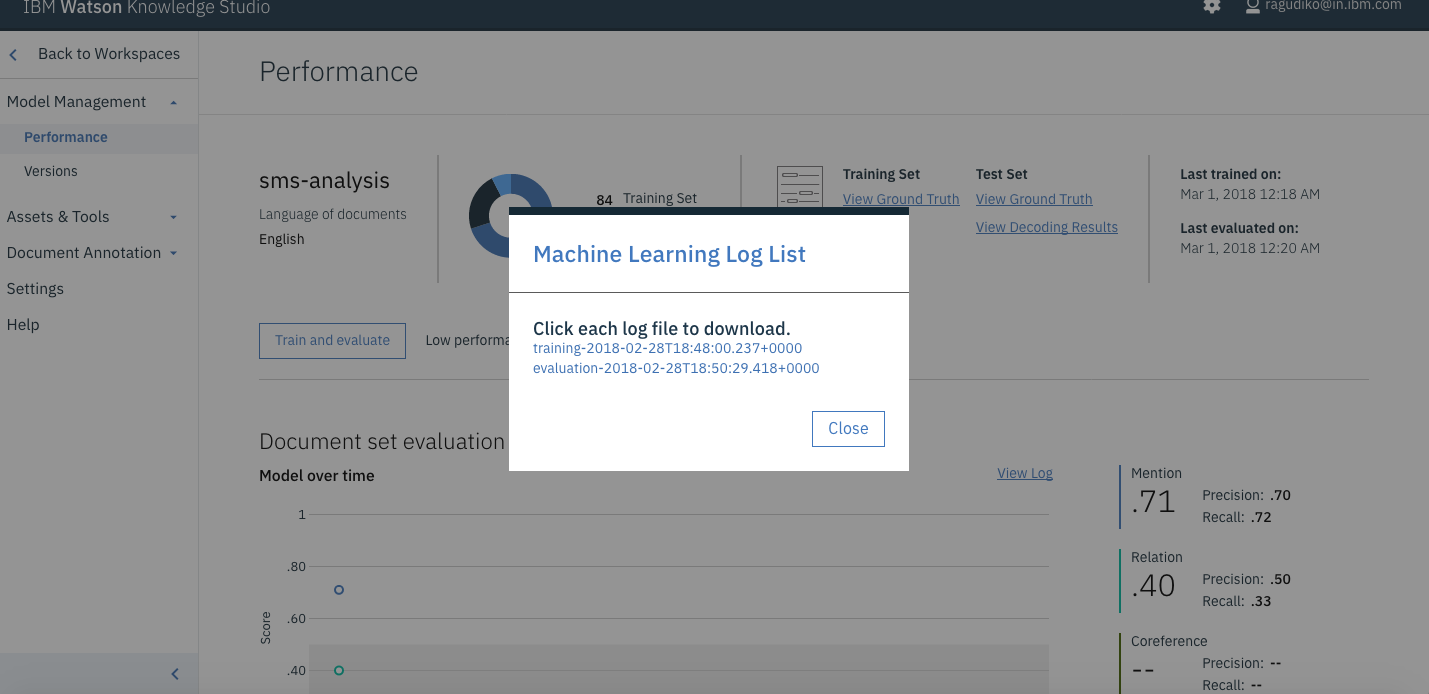 IBM Watson Knowledge Studio
ragudiko@in.ibm.com
Back to Workspaces
Model Management
Performance
Versions
Assets & Tools
Document Annotation
Settings
Help
Performance
sms-analysis
Language of documents
English
84 Training Set
Training Set
View Ground Truth
Test Set
View Ground Truth
View Decoding Results
Last trained on:
Mar 1, 2018 12:18 AM
Last evaluated on:
Mar 1, 2018 12:20 AM
Train and evaluate
Low performa
Machine Learning Log List
Click each log file to download.
training-2018-02-28T18:48:00.237+0000
evaluation-2018-02-28T18:50:29.418+0000
Close
Document set evaluation
Model over time
View Log
1
.80
.60
.40
Score
Mention
.71
Precision: .70
Recall: .72
Relation
.40
Precision: .50
Recall: .33
Coreference
--
Precision: --
Recall: --